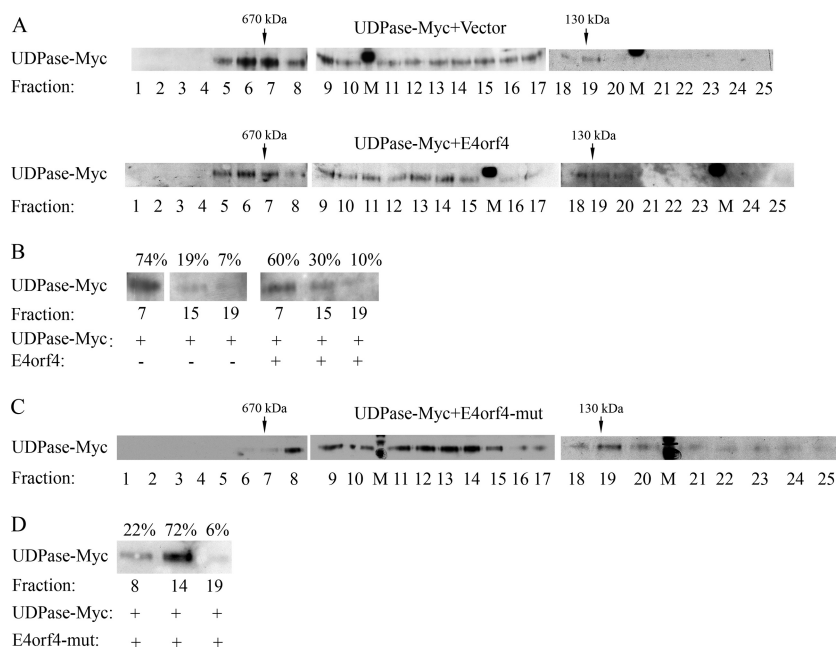 A
670 kDa
130 kDa
UDPase-Myc+Vector
UDPase-Myc
Fraction: 1 2 3 4 5 6 7 8 9 10 M 11 12 13 14 15 16 17 18 19 20 M 21 22 23 24 25
670 kDa
130 kDa
UDPase-Myc+E4orf4
UDPase-Myc
Fraction: 1 2 3 4 5 6 7 8 9 10 11 12 13 14 15 M 16 17 18 19 20 21 22 23 M 24 25
B
74% 19% 7% 60% 30% 10%
UDPase-Myc
Fraction: 7 15 19 7 15 19
UDPase-Myc: + + + + + +
E4orf4: - - - + + +
C
670 kDa
130 kDa
UDPase-Myc+E4orf4-mut
UDPase-Myc
Fraction: 1 2 3 4 5 6 7 8 9 10 M 11 12 13 14 15 16 17 18 19 20 M 21 22 23 24 25
D
22% 72% 6%
UDPase-Myc
Fraction: 8 14 19
UDPase-Myc: + + +
E4orf4-mut: + + +